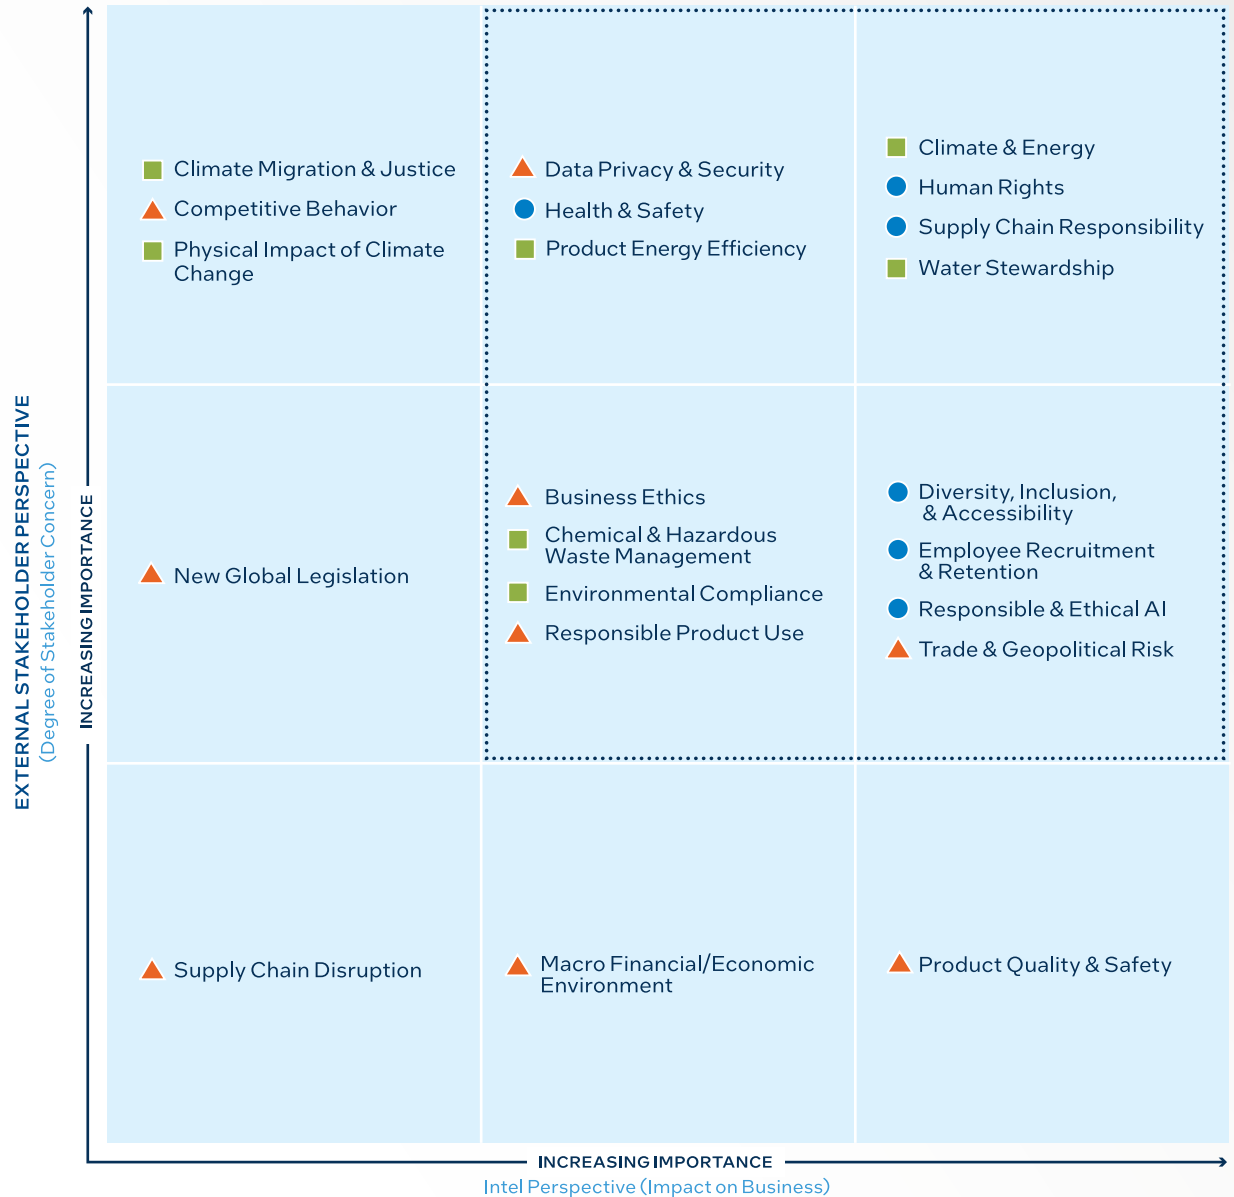 EXTERNAL STAKEHOLDER PERSPECTIVE
(Degree of Stakeholder Concern)
INCREASING IMPORTANCE
Climate Migration & Justice
Competitive Behavior
Physical Impact of Climate
Change
Data Privacy & Security
Health & Safety
Product Energy Efficiency
Climate & Energy
Human Rights
Supply Chain Responsibility
Water Stewardship
New Global Legislation
Business Ethics
Chemical & Hazardous
Waste Management
Environmental Compliance
Responsible Product Use
Diversity, Inclusion,
& Accessibility
Employee Recruitment
& Retention
Responsible & Ethical AI
Trade & Geopolitical Risk
Supply Chain Disruption
Macro Financial/Economic
Environment
Product Quality & Safety
INCREASING IMPORTANCE
Intel Perspective (Impact on Business)